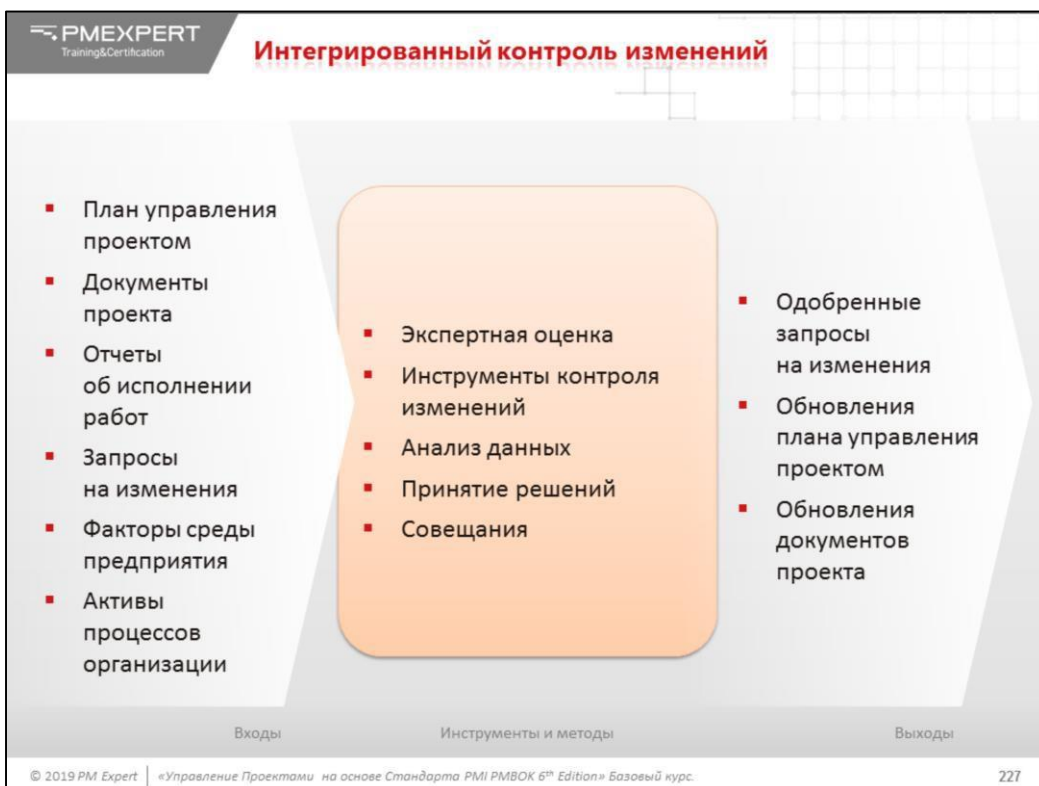 PMEXPERT
Training&Certification
Интегрированный контроль изменений
▪ План управления
проектом
▪ Документы
проекта
▪ Отчеты
об исполнении
работ
▪ Запросы
на изменения
▪ Факторы среды
предприятия
▪ Активы
процессов
организации
▪ Экспертная оценка
▪ Инструменты контроля
изменений
▪ Анализ данных
▪ Принятие решений
▪ Совещания
▪ Одобренные
запросы
на изменения
▪ Обновления
плана управления
проектом
▪ Обновления
документов
проекта
Входы
Инструменты и методы
Выходы
© 2019 PM Expert | «Управление Проектами на основе Стандарта PMI PMBOK 6th Edition» Базовый курс.
227